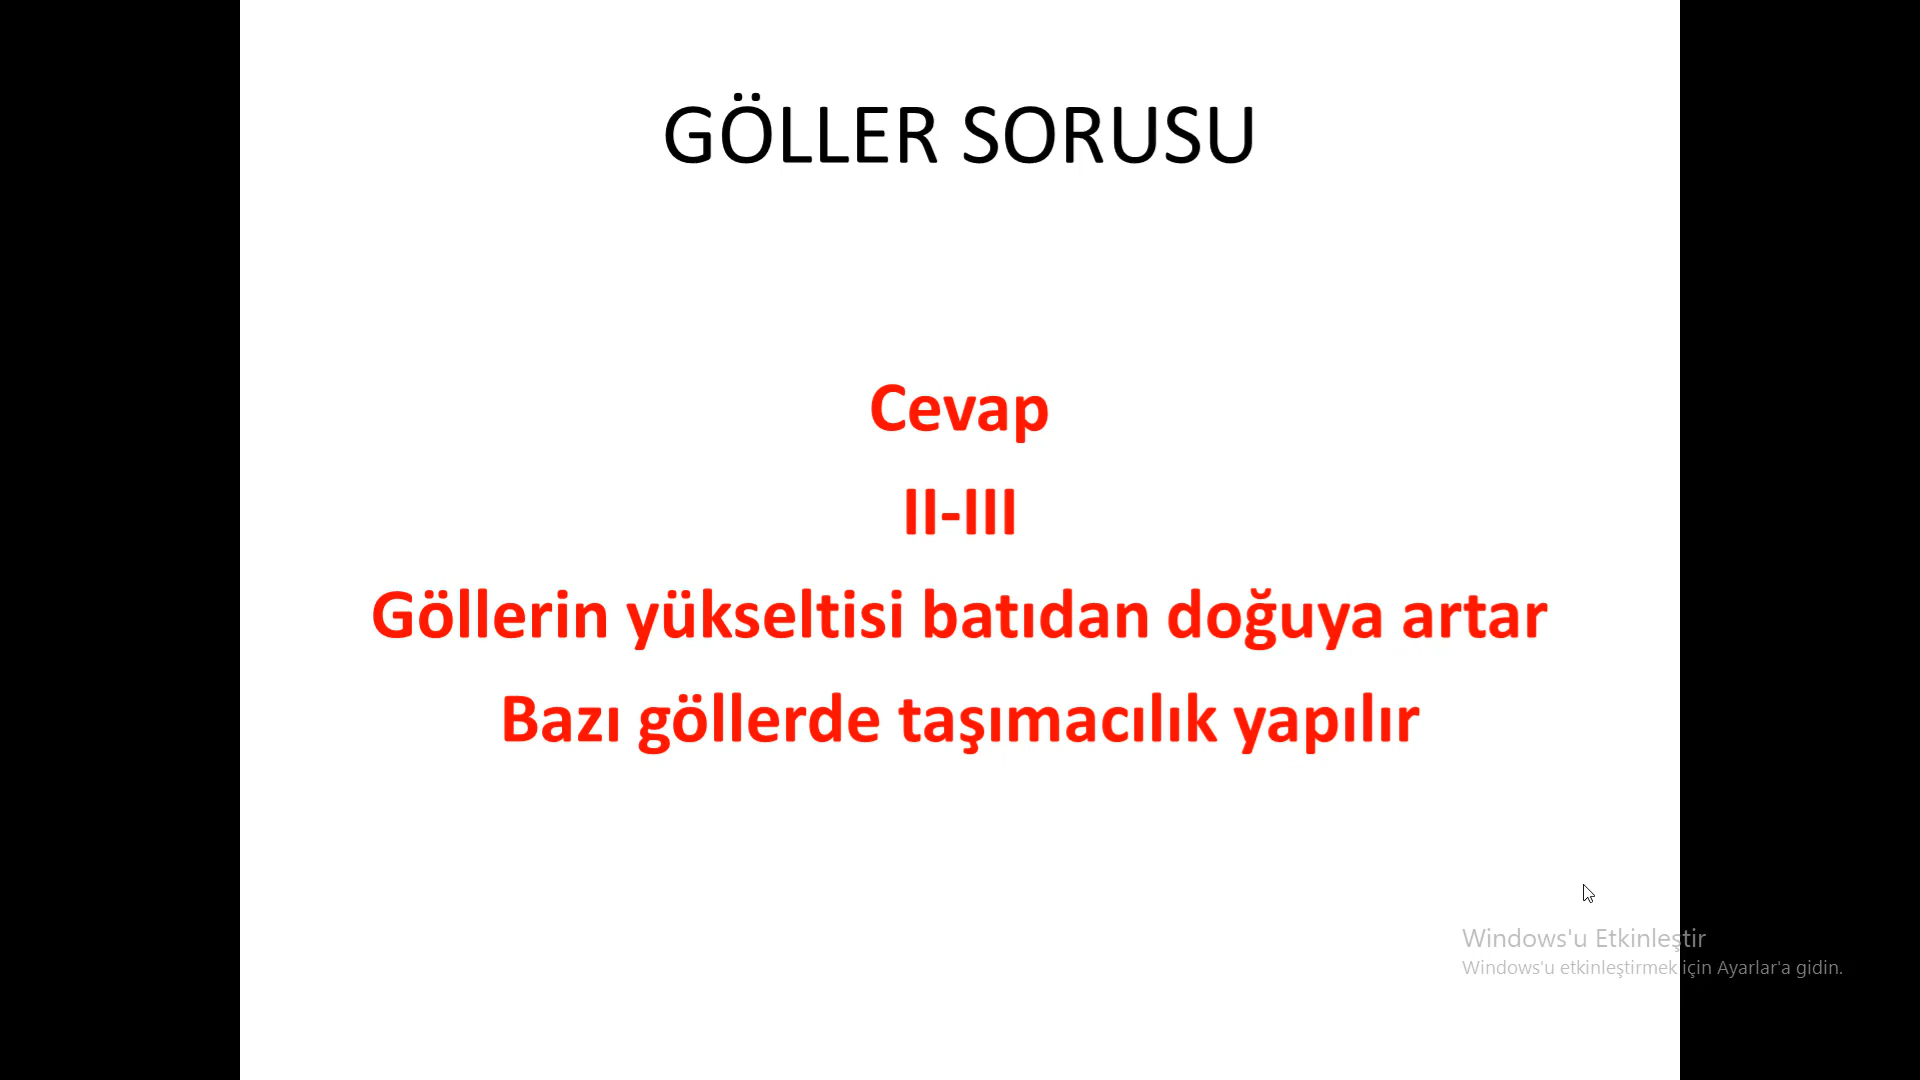 GÖLLER SORUSU
Cevap
II-III
Göllerin yükseltisi batıdan doğuya artar
Bazı göllerde taşımacılık yapılır
Windows'u Etkinleştir
Windows'u etkinleştirmek için Ayarlar'a gidin.